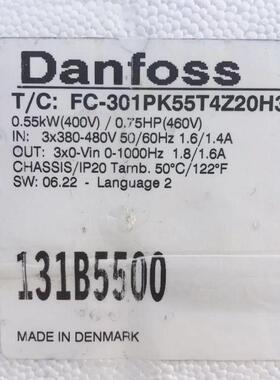 Danfoss
T/C: FC-301PK55T4Z20H3
0.55kW(400V) / 0.75HP(460V)
IN: 3x380-480V 50/60Hz 1.6/1.4A
OUT: 3x0-Vin 0-1000Hz 1.8/1.6A
CHASSIS/IP20 Tamb. 50°C/122°F
SW: 06.22 - Language 2
131B5500
MADE IN DENMARK